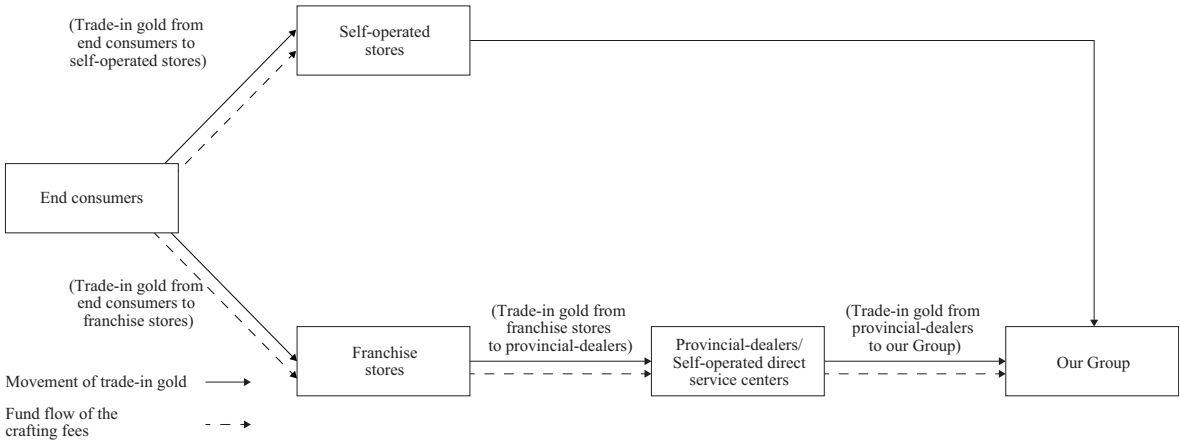 (Trade-in gold from
end consumers to
self-operated stores)
Self-operated
stores
End consumers
(Trade-in gold from
end consumers to
franchise stores)
Franchise
stores
(Trade-in gold from
franchise stores
to provincial-dealers)
Provincial-dealers/
Self-operated direct
service centers
(Trade-in gold from
provincial-dealers
to our Group)
Our Group
Movement of trade-in gold
Fund flow of the
crafting fees